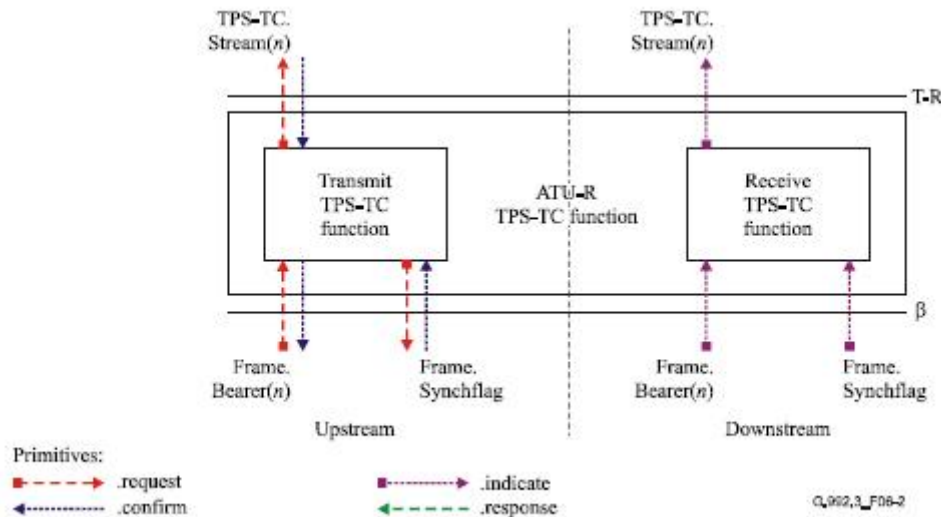 TPS-TC.
Stream(n)
TPS-TC.
Stream(n)
T-R
Transmit
TPS-TC
function
ATU-R
TPS-TC function
Receive
TPS-TC
function
β
Frame.
Bearer(n)
Frame.
Synchflag
Frame.
Bearer(n)
Frame.
Synchflag
Upstream
Downstream
Primitives:
.request
.confirm
.indicate
.response
G.992.3_F06-2